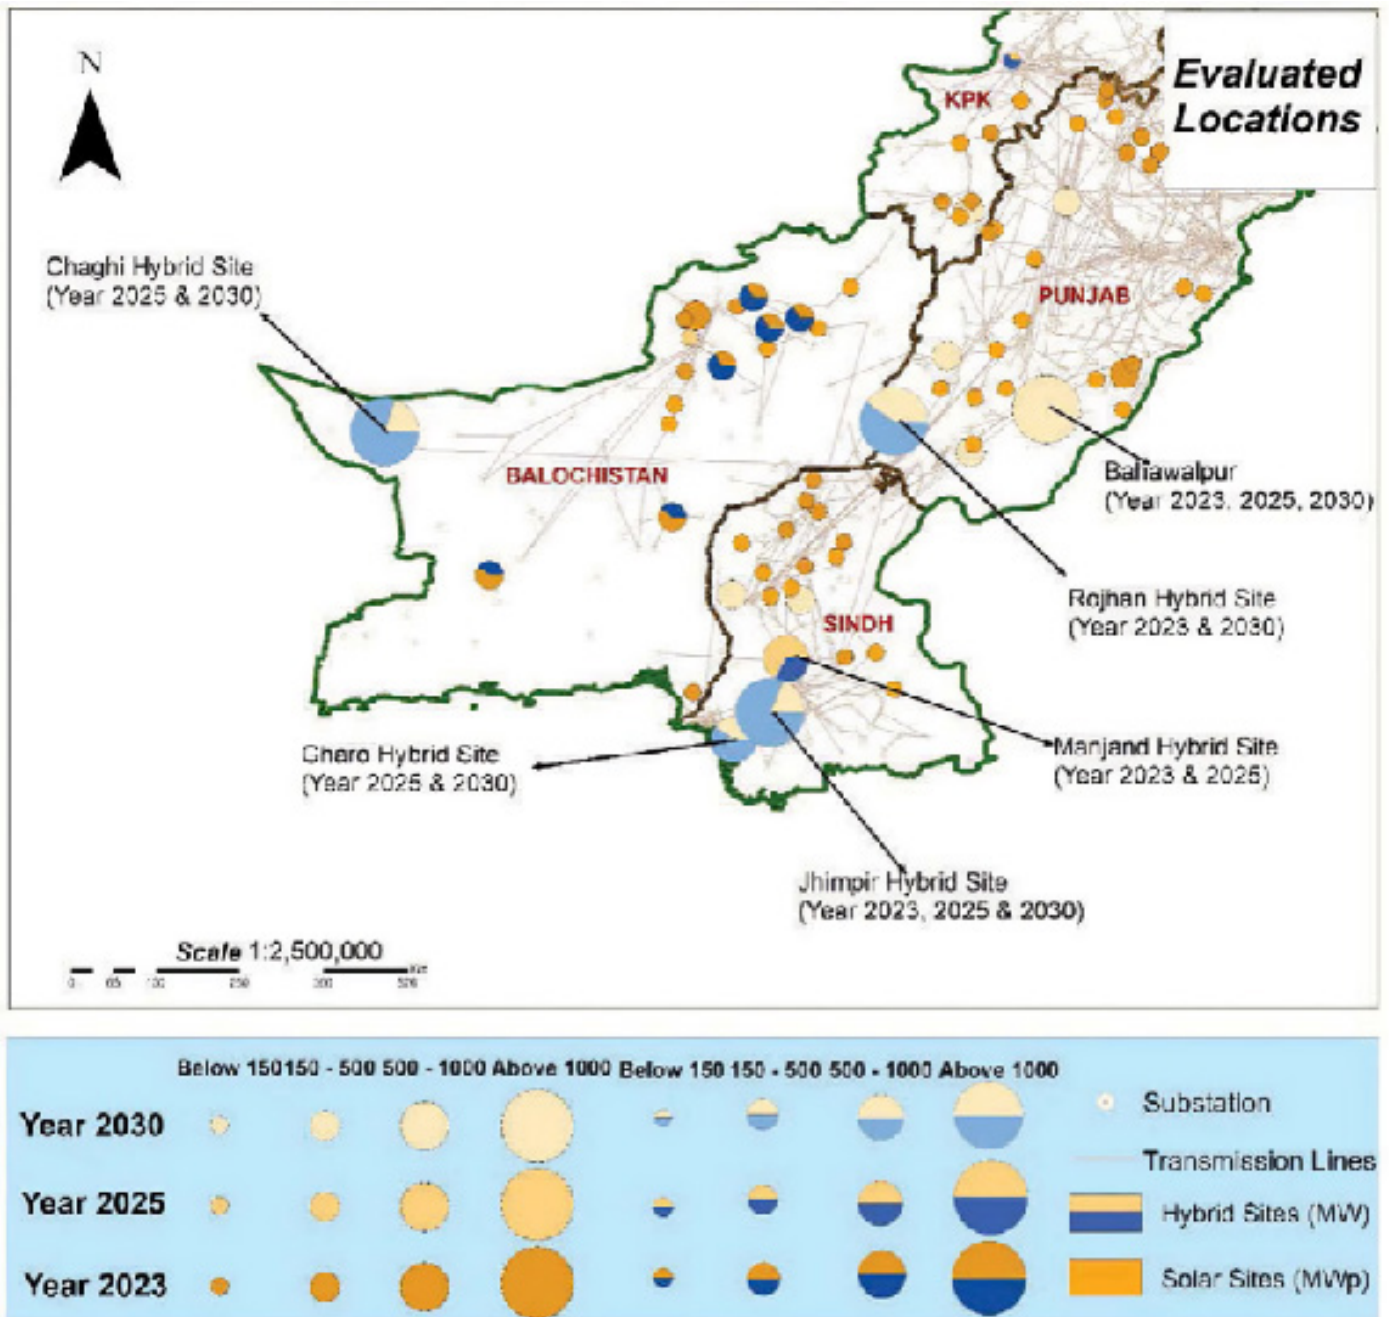 N
Evaluated
Locations
KPK
Chaghi Hybrid Site
(Year 2025 & 2030)
PUNJAB
BALOCHISTAN
Bahawalpur
(Year 2023, 2025, 2030)
Rojhan Hybrid Site
(Year 2023 & 2030)
SINDH
Gharo Hybrid Site
(Year 2025 & 2030)
Manjand Hybrid Site
(Year 2023 & 2025)
Jhimpir Hybrid Site
(Year 2023, 2025 & 2030)
Scale 1:2,500,000
0 65 130 260
Below 150 150 - 500 500 - 1000 Above 1000 Below 150 150 - 500 500 - 1000 Above 1000
Year 2030
Substation
Transmission Lines
Year 2025
Hybrid Sites (MW)
Year 2023
Solar Sites (MWp)